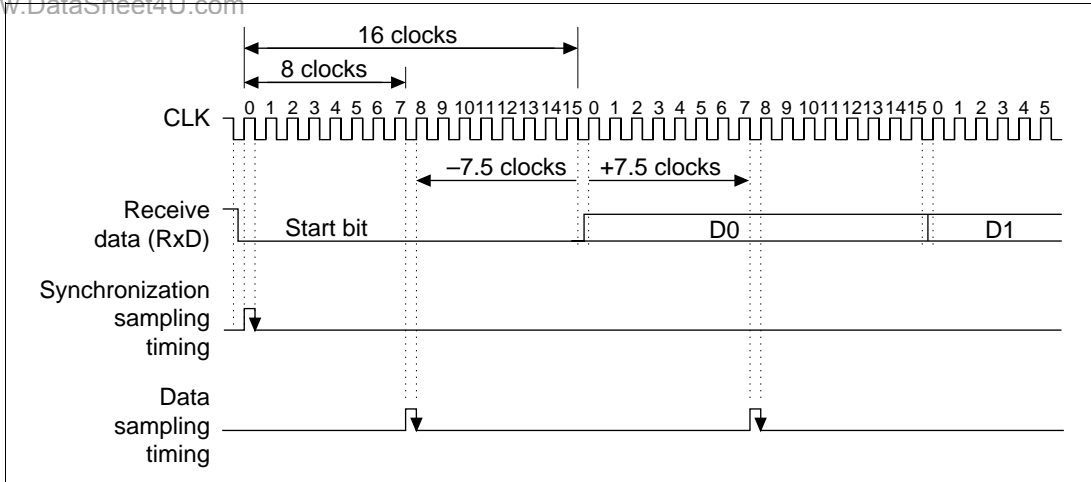 w.DataSheet4U.com
16 clocks
8 clocks
0 1 2 3 4 5 6 7 8 9 10 11 12 13 14 15 0 1 2 3 4 5 6 7 8 9 10 11 12 13 14 15 0 1 2 3 4 5
CLK
–7.5 clocks +7.5 clocks
Receive
data (RxD)
Start bit D0 D1
Synchronization
sampling
timing
Data
sampling
timing